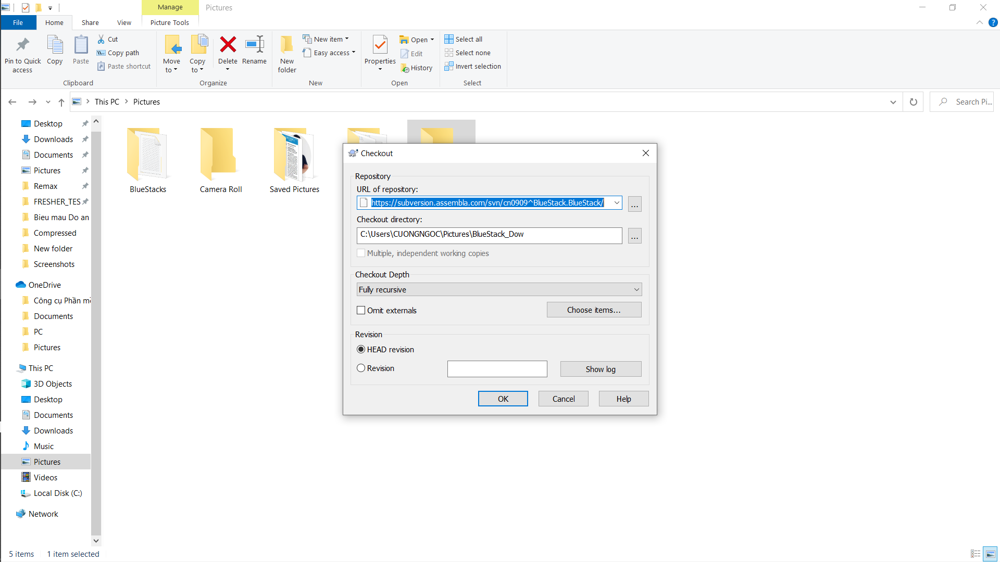 Manage
Pictures
File
Home
Share
View
Picture Tools
Pin to Quick access
Copy
Paste
Cut
Copy path
Paste shortcut
Clipboard
Move to
Copy to
Delete
Rename
Organize
New folder
New item
Easy access
New
Properties
Open
Edit
History
Open
Select all
Select none
Invert selection
Select
This PC
Pictures
Search Pi...
Desktop
Downloads
Documents
Pictures
Remax
FRESHER_TES
Bieu mau Do an
Compressed
New folder
Screenshots
OneDrive
Công cụ Phần
Documents
PC
Pictures
This PC
3D Objects
Desktop
Documents
Downloads
Music
Pictures
Videos
Local Disk (C:)
Network
BlueStacks
Camera Roll
Saved Pictures
Checkout
Repository
URL of repository:
https://subversion.assembla.com/svn/cn0909^BlueStack.BlueStack/
...
Checkout directory:
C:\Users\CUONGNGOC\Pictures\BlueStack_Dow
...
Multiple, independent working copies
Checkout Depth
Fully recursive
Omit externals
Choose items...
Revision
HEAD revision
Revision
Show log
OK
Cancel
Help
5 items
1 item selected